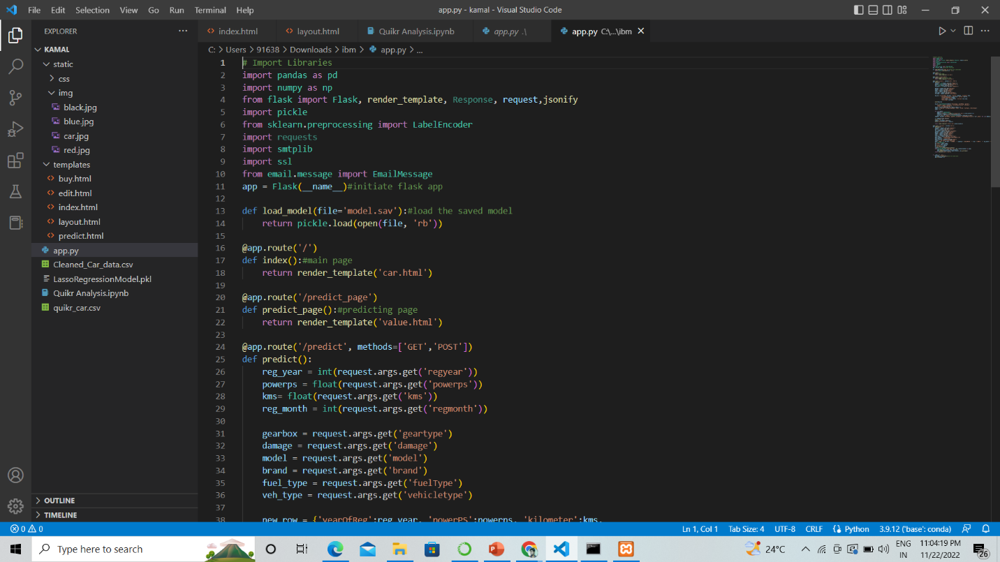 File Edit Selection View Go Run Terminal Help
app.py - kamal - Visual Studio Code
EXPLORER
KAMAL
static
css
img
black.jpg
blue.jpg
car.jpg
red.jpg
templates
buy.html
edit.html
index.html
layout.html
predict.html
app.py
Cleaned_Car_data.csv
LassoRegressionModel.pkl
Quikr Analysis.ipynb
quikr_car.csv
OUTLINE
TIMELINE
index.html layout.html Quikr Analysis.ipynb app.py .\ app.py C:\...\ibm
C: > Users > 91638 > Downloads > ibm > app.py > ...
1 # Import Libraries
2 import pandas as pd
3 import numpy as np
4 from flask import Flask, render_template, Response, request,jsonify
5 import pickle
6 from sklearn.preprocessing import LabelEncoder
7 import requests
8 import smtplib
9 import ssl
10 from email.message import EmailMessage
11 app = Flask(__name__)#initiate flask app
12
13 def load_model(file='model.sav'):#load the saved model
14 return pickle.load(open(file, 'rb'))
15
16 @app.route('/')
17 def index():#main page
18 return render_template('car.html')
19
20 @app.route('/predict_page')
21 def predict_page():#predicting page
22 return render_template('value.html')
23
24 @app.route('/predict', methods=['GET','POST'])
25 def predict():
26 reg_year = int(request.args.get('regyear'))
27 powerps = float(request.args.get('powerps'))
28 kms= float(request.args.get('kms'))
29 reg_month = int(request.args.get('regmonth'))
30
31 gearbox = request.args.get('geartype')
32 damage = request.args.get('damage')
33 model = request.args.get('model')
34 brand = request.args.get('brand')
35 fuel_type = request.args.get('fuelType')
36 veh_type = request.args.get('vehicletype')
37
38 new_row = {'yearOfReg':reg_year, 'powerPS':powerps, 'kilometer':kms,
0 0 Ln 1, Col 1 Tab Size: 4 UTF-8 CRLF Python 3.9.12 ('base': conda)
Type here to search
24°C
ENG
IN
11:04:19 PM
11/22/2022
26